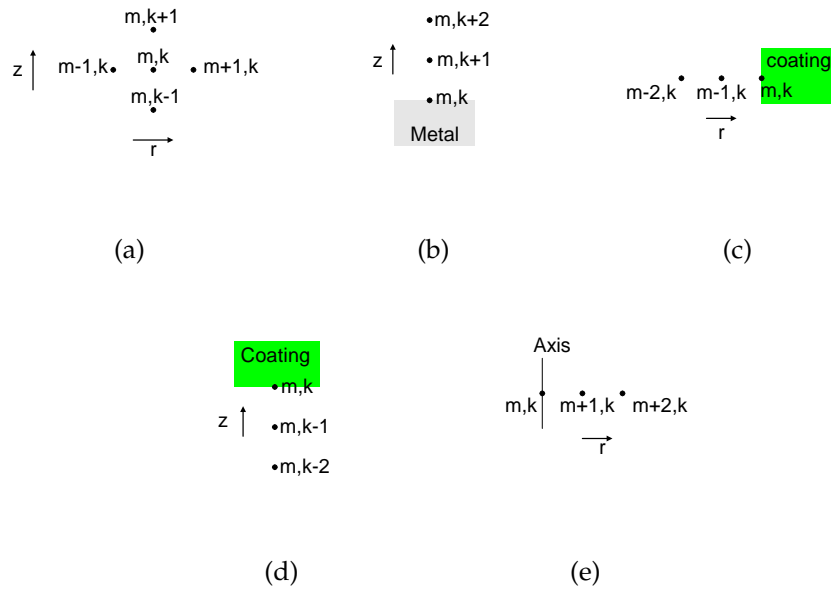 m,k+1
z
m-1,k
m,k
m+1,k
m,k-1
r
(a)
m,k+2
z
m,k+1
m,k
Metal
(b)
coating
m-2,k
m-1,k
m,k
r
(c)
Coating
m,k
z
m,k-1
m,k-2
(d)
Axis
m,k
m+1,k
m+2,k
r
(e)